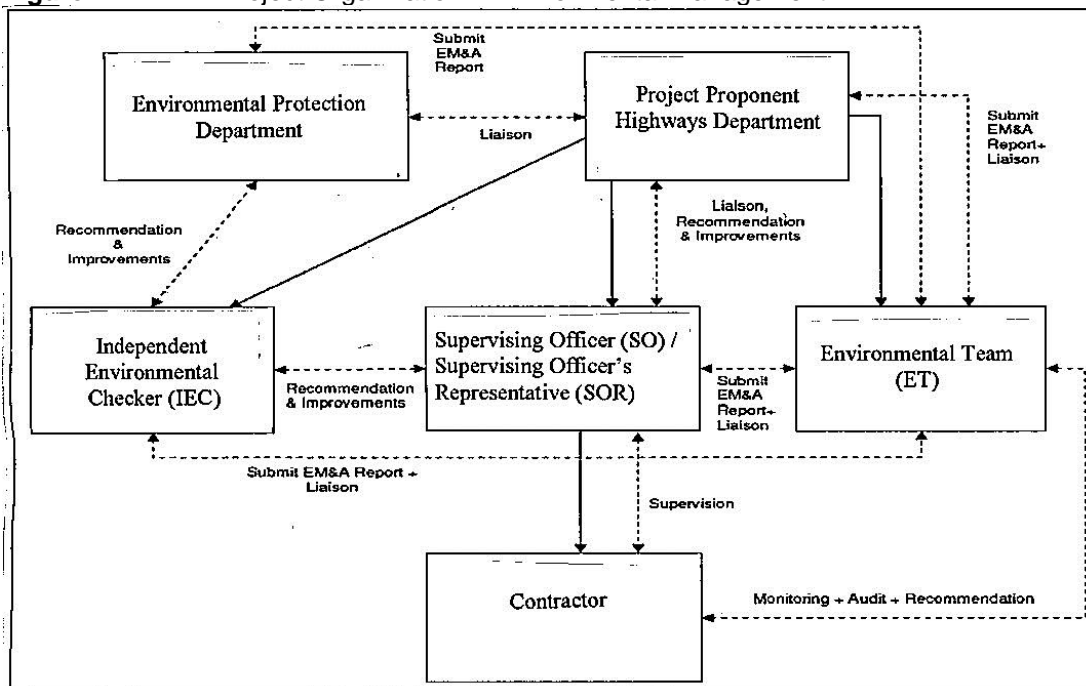 Submit
EM&A
Report
Environmental Protection
Department
Liaison
Project Proponent
Highways Department
Submit
EM&A
Report+
Liaison
Recommendation
&
Improvements
Liaison,
Recommendation
& Improvements
Independent
Environmental
Checker (IEC)
Recommendation
& Improvements
Supervising Officer (SO) /
Supervising Officer's
Representative (SOR)
Submit
EM&A
Report+
Liaison
Environmental Team
(ET)
Submit EM&A Report +
Liaison
Supervision
Contractor
Monitoring + Audit + Recommendation